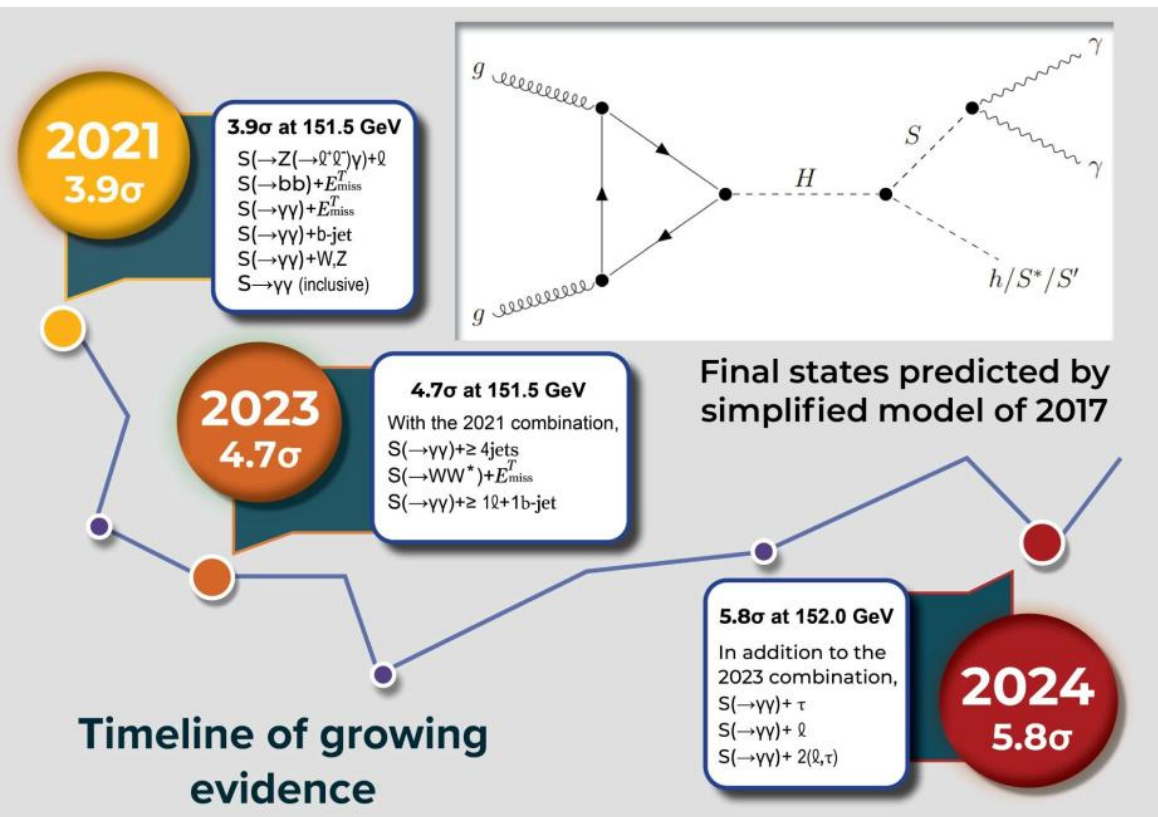 2021
3.9σ
3.9σ at 151.5 GeV
S(→Z(→ℓ⁺ℓ⁻)γ)+ℓ
S(→bb)+E^T_miss
S(→γγ)+E^T_miss
S(→γγ)+b-jet
S(→γγ)+W,Z
S→γγ (inclusive)
g
g
H
S
γ
γ
h/S*/S′
Final states predicted by
simplified model of 2017
2023
4.7σ
4.7σ at 151.5 GeV
With the 2021 combination,
S(→γγ)+≥ 4jets
S(→WW*)+E^T_miss
S(→γγ)+≥ 1ℓ+1b-jet
5.8σ at 152.0 GeV
In addition to the
2023 combination,
S(→γγ)+ τ
S(→γγ)+ ℓ
S(→γγ)+ 2(ℓ,τ)
2024
5.8σ
Timeline of growing
evidence